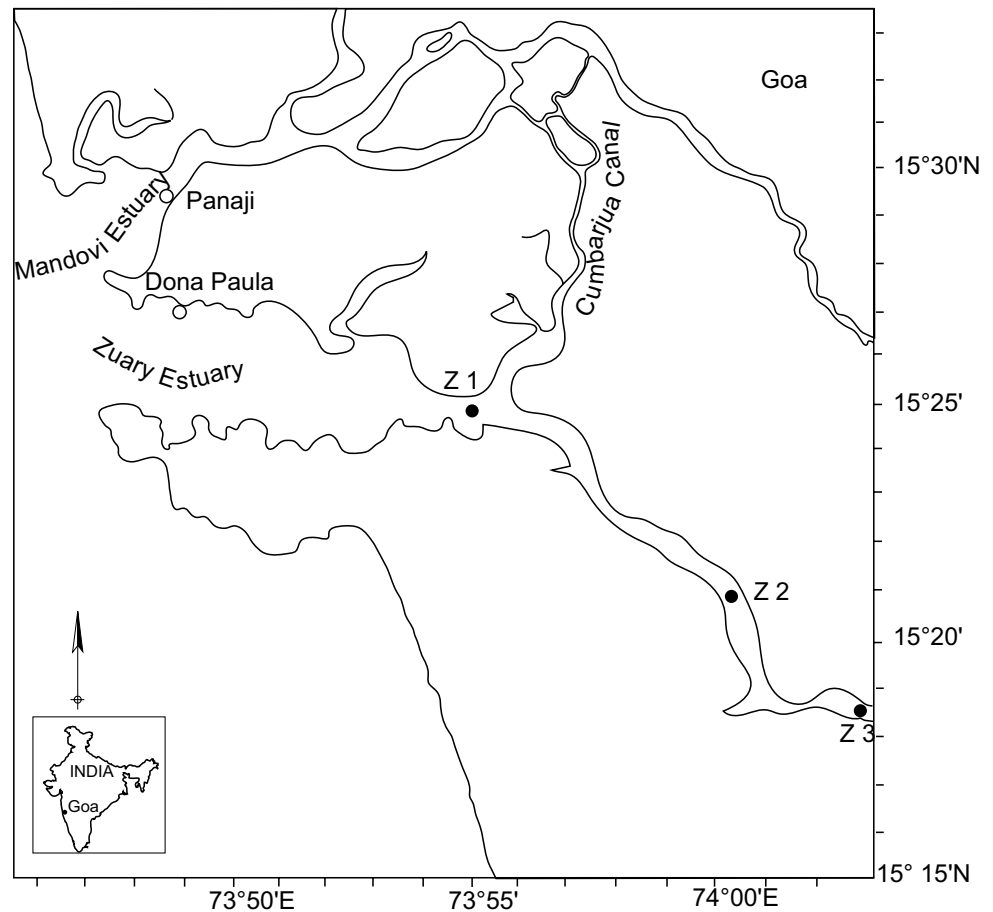 Goa
15°30'N
Cumbarjua Canal
Panaji
Mandovi Estuary
Dona Paula
Zuary Estuary
Z 1
15°25'
Z 2
15°20'
Z 3
INDIA
Goa
15° 15'N
73°50'E
73°55'
74°00'E